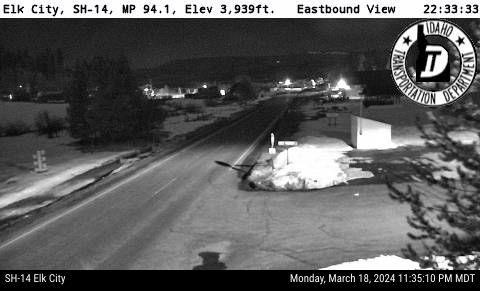 Elk City, SH-14, MP 94.1, Elev 3,939ft. Eastbound View 22:33:33
IDAHO
TRANSPORTATION DEPARTMENT
SH-14 Elk City Monday, March 18, 2024 11:35:10 PM MDT